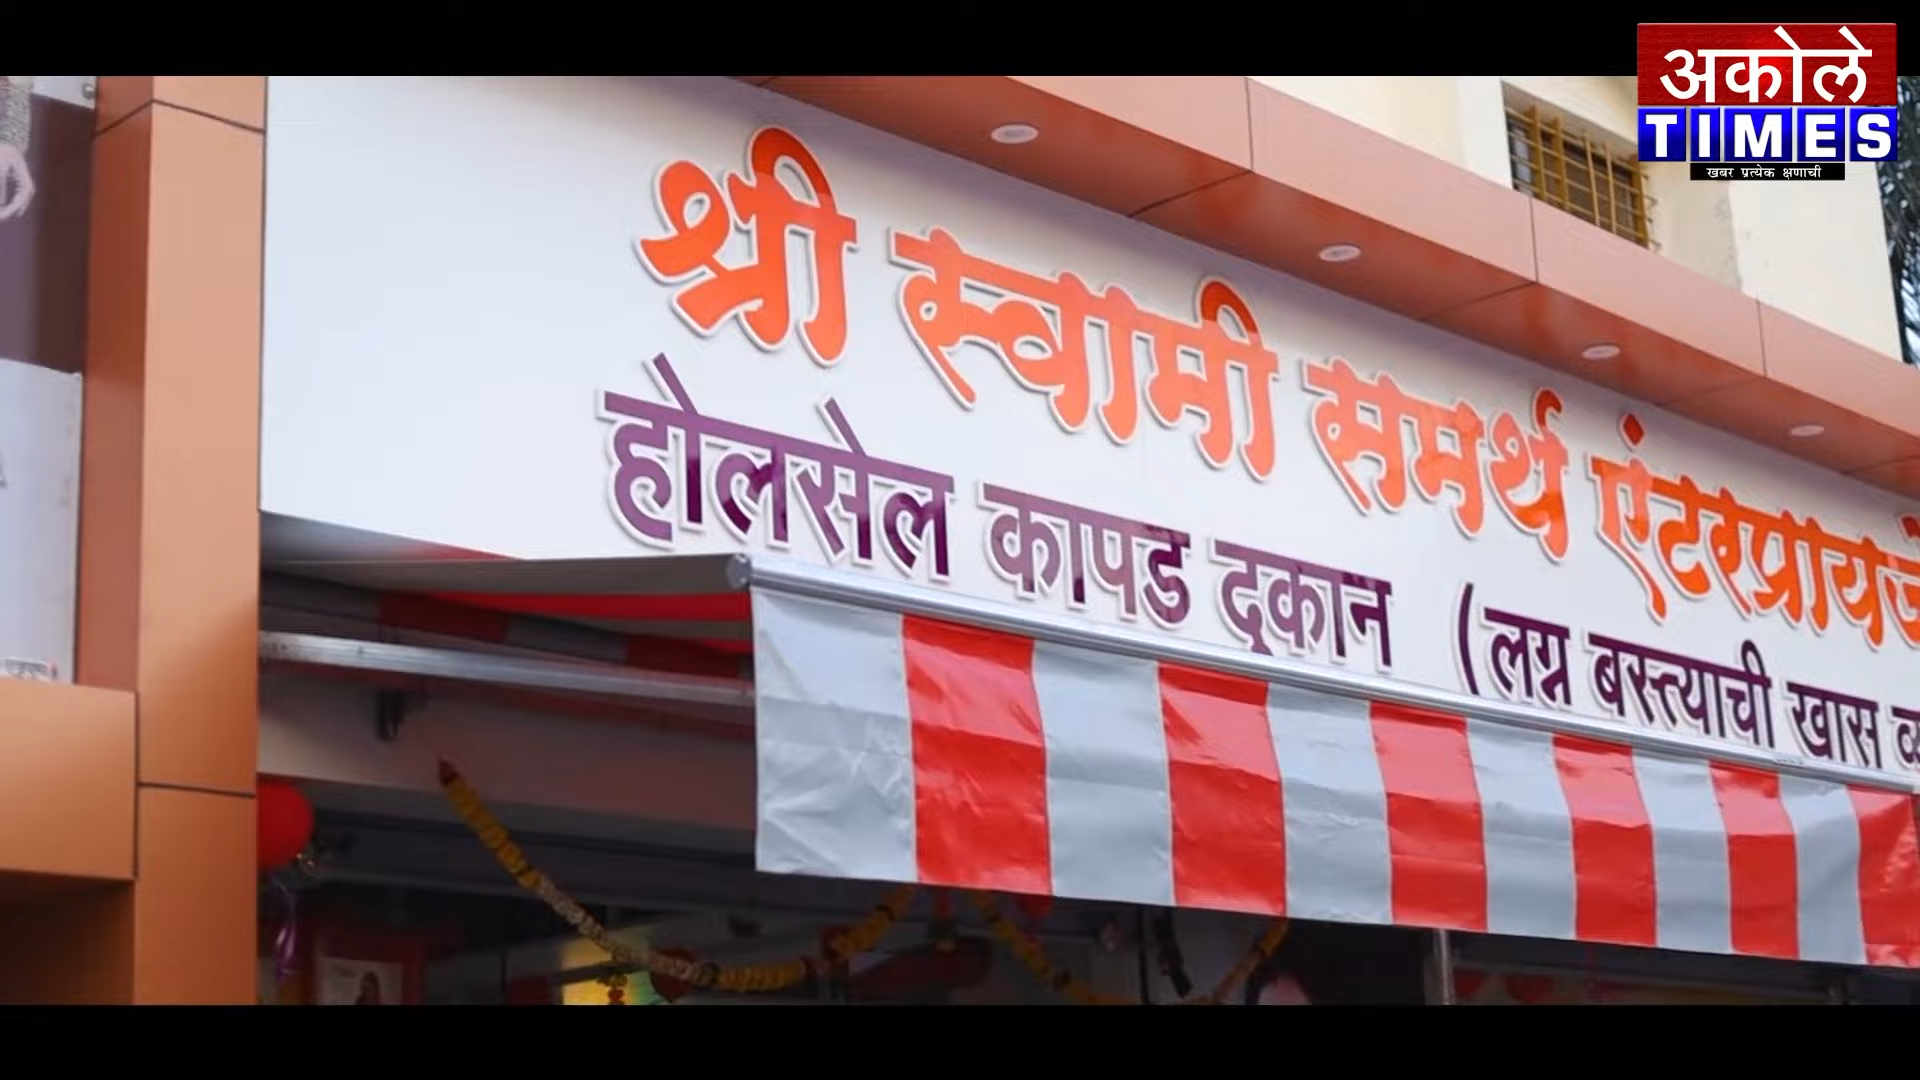 अकोले
TIMES
खबर प्रत्येक क्षणाची
श्री स्वामी समर्थ एंटरप्रायजे
होलसेल कापड दुकान (लग्न बस्त्याची खास